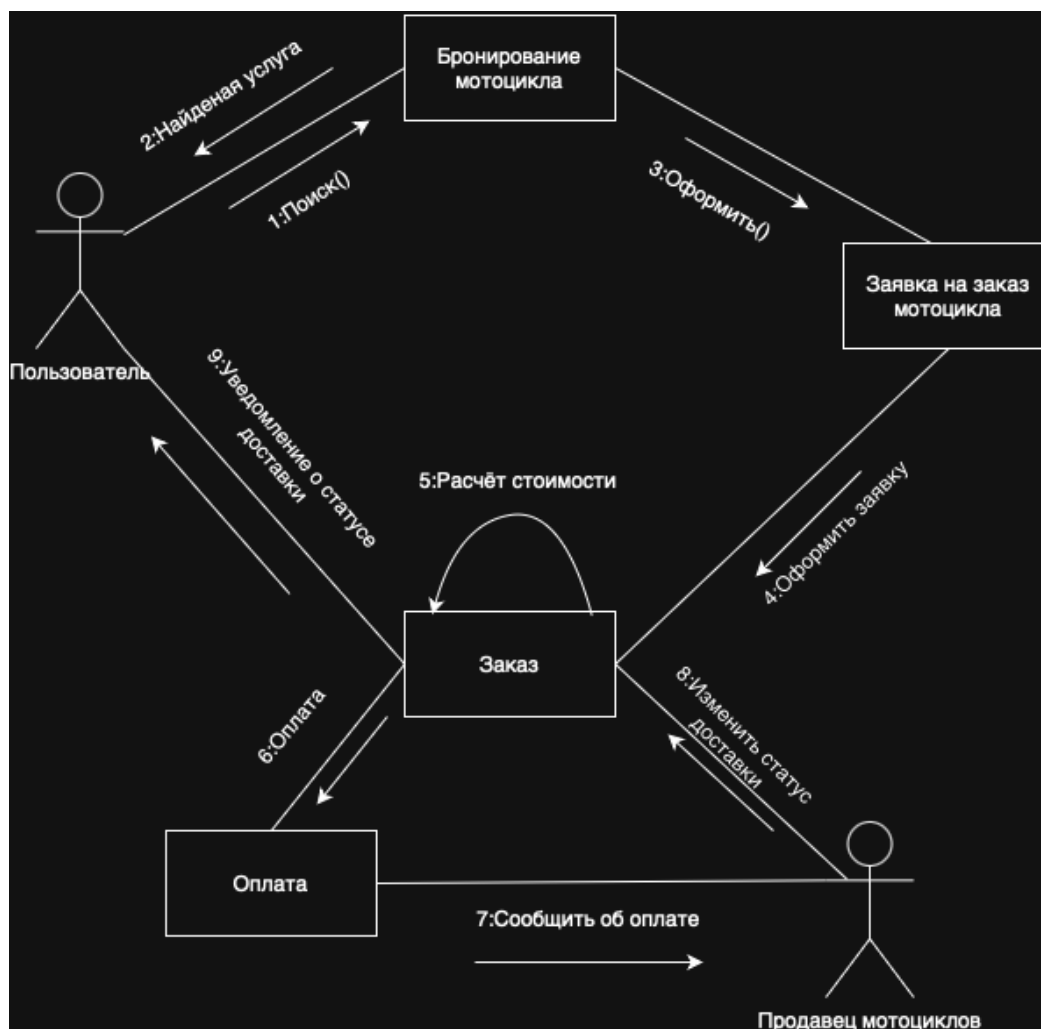 Бронирование
мотоцикла
2:Найденая услуга
1:Поиск()
3:Оформить()
Заявка на заказ
мотоцикла
Пользователь
9:Уведомление о статусе
доставки
5:Расчёт стоимости
4:Оформить заявку
Заказ
8:Изменить статус
доставки
6:Оплата
Оплата
7:Сообщить об оплате
Продавец мотоциклов